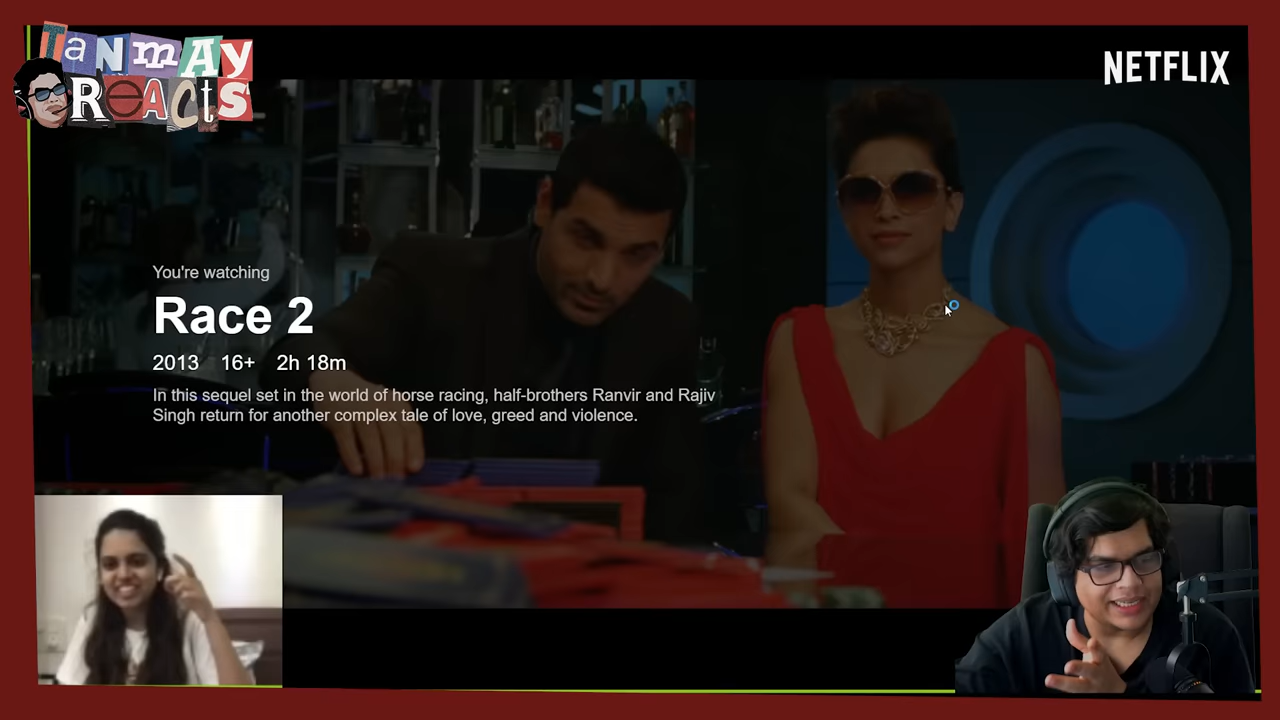 TaNmAy
ReACtS
NETFLIX
You're watching
Race 2
2013 16+ 2h 18m
In this sequel set in the world of horse racing, half-brothers Ranvir and Rajiv
Singh return for another complex tale of love, greed and violence.